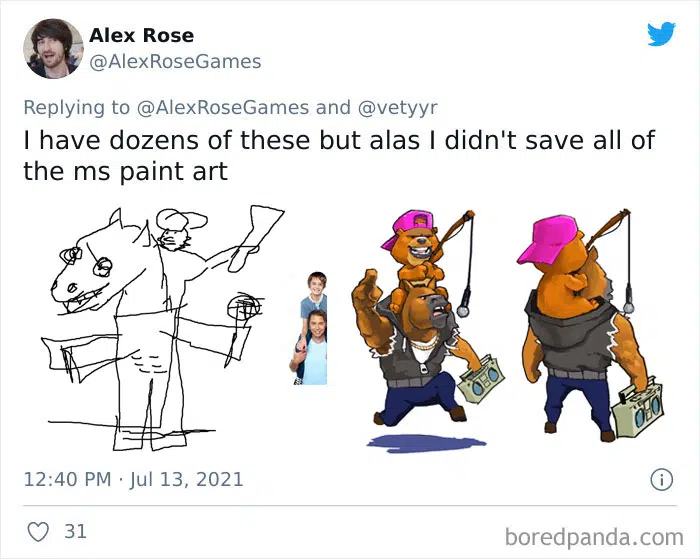 Alex Rose
@AlexRoseGames
Replying to @AlexRoseGames and @vetyyr
I have dozens of these but alas I didn't save all of
the ms paint art
12:40 PM · Jul 13, 2021
31
boredpanda.com